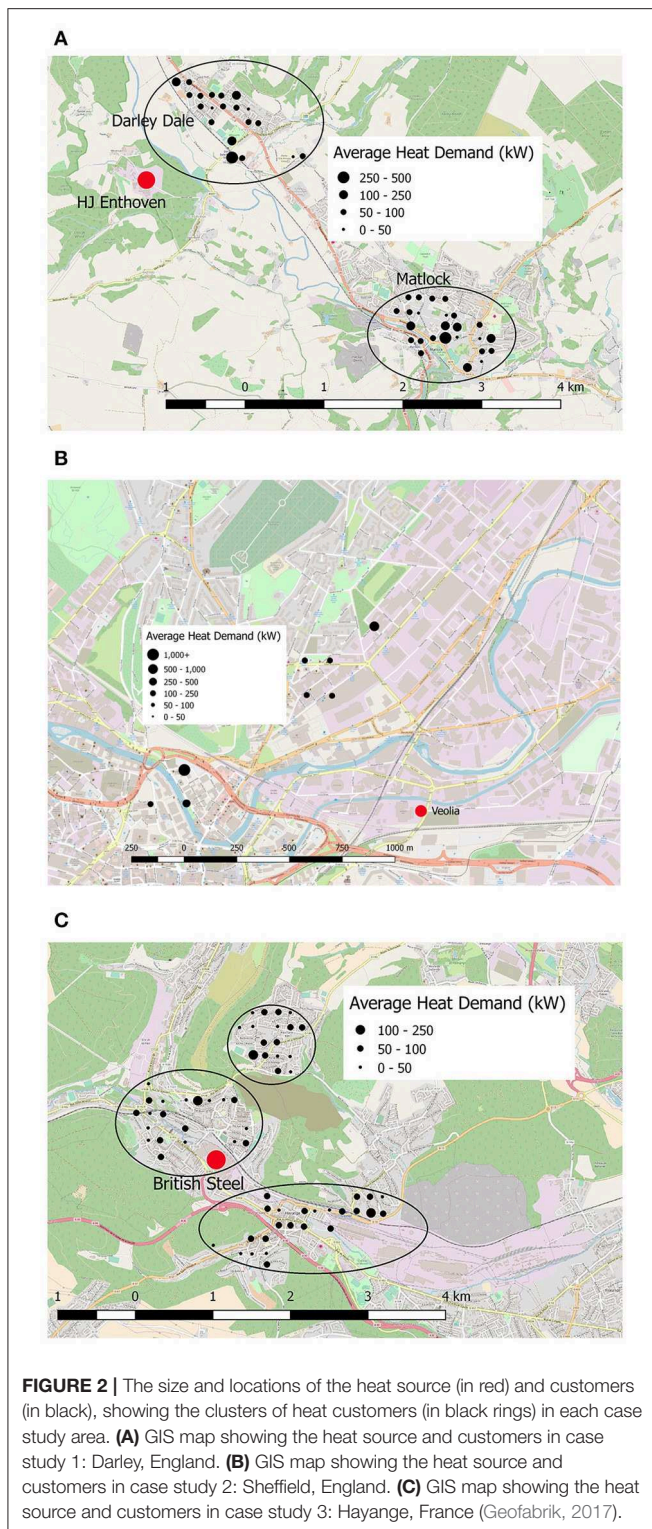 A
Darley Dale
HJ Enthoven
Average Heat Demand (kW)
250 - 500
100 - 250
50 - 100
0 - 50
Matlock
1 0 1 2 3 4 km
B
Average Heat Demand (kW)
1,000+
500 - 1,000
250 - 500
100 - 250
50 - 100
0 - 50
Veolia
250 0 250 500 750 1000 m
C
Average Heat Demand (kW)
100 - 250
50 - 100
0 - 50
British Steel
1 0 1 2 3 4 km
FIGURE 2 | The size and locations of the heat source (in red) and customers
(in black), showing the clusters of heat customers (in black rings) in each case
study area. (A) GIS map showing the heat source and customers in case
study 1: Darley, England. (B) GIS map showing the heat source and
customers in case study 2: Sheffield, England. (C) GIS map showing the heat
source and customers in case study 3: Hayange, France (Geofabrik, 2017).